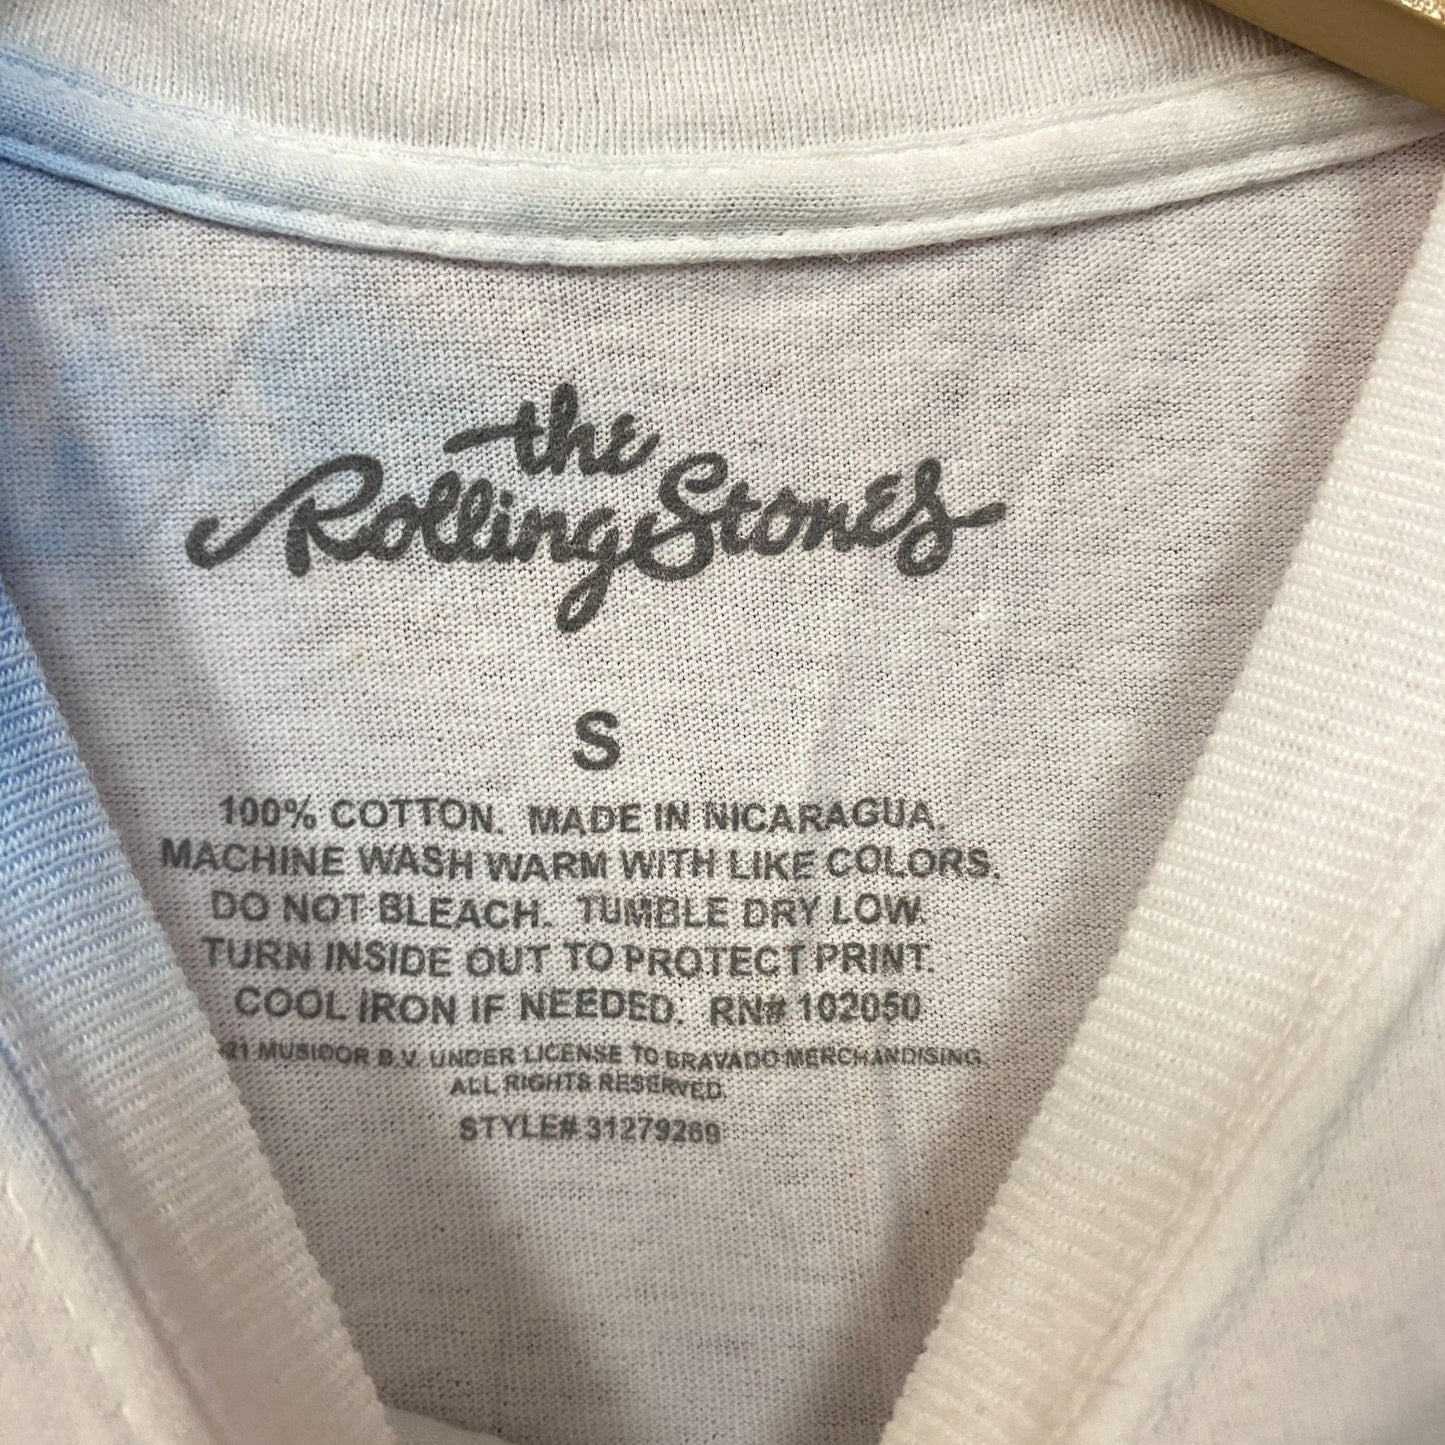 the
Rolling Stones
S
100% COTTON. MADE IN NICARAGUA.
MACHINE WASH WARM WITH LIKE COLORS.
DO NOT BLEACH. TUMBLE DRY LOW.
TURN INSIDE OUT TO PROTECT PRINT.
COOL IRON IF NEEDED. RN# 102050
MUSIDOR B.V. UNDER LICENSE TO BRAVADO MERCHANDISING.
ALL RIGHTS RESERVED.
STYLE# 31279269